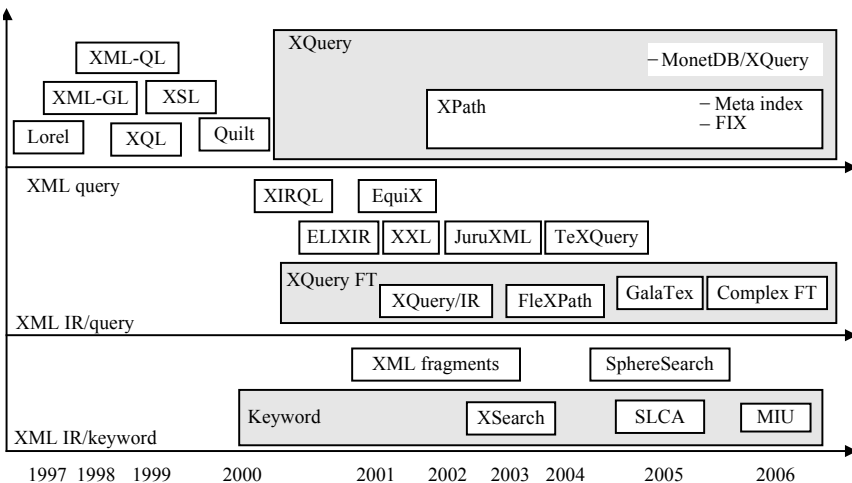 XML-QL
XQuery
– MonetDB/XQuery
XML-GL
XSL
XPath
– Meta index
– FIX
Lorel
XQL
Quilt
XML query
XIRQL
EquiX
ELIXIR
XXL
JuruXML
TeXQuery
XQuery FT
XQuery/IR
FleXPath
GalaTex
Complex FT
XML IR/query
XML fragments
SphereSearch
Keyword
XSearch
SLCA
MIU
XML IR/keyword
1997 1998 1999 2000 2001 2002 2003 2004 2005 2006